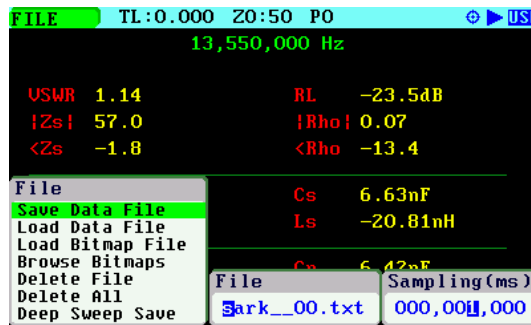 FILE TL:0.000 Z0:50 PO US
13,550,000 Hz
VSWR 1.14 RL -23.5dB
|Zs| 57.0 |Rho| 0.07
<Zs -1.8 <Rho -13.4
Cs 6.63nF
Ls -20.81nH
File
Save Data File
Load Data File
Load Bitmap File
Browse Bitmaps
Delete File
Delete All
Deep Sweep Save
File
Sark__00.txt
Sampling(ms)
000,000